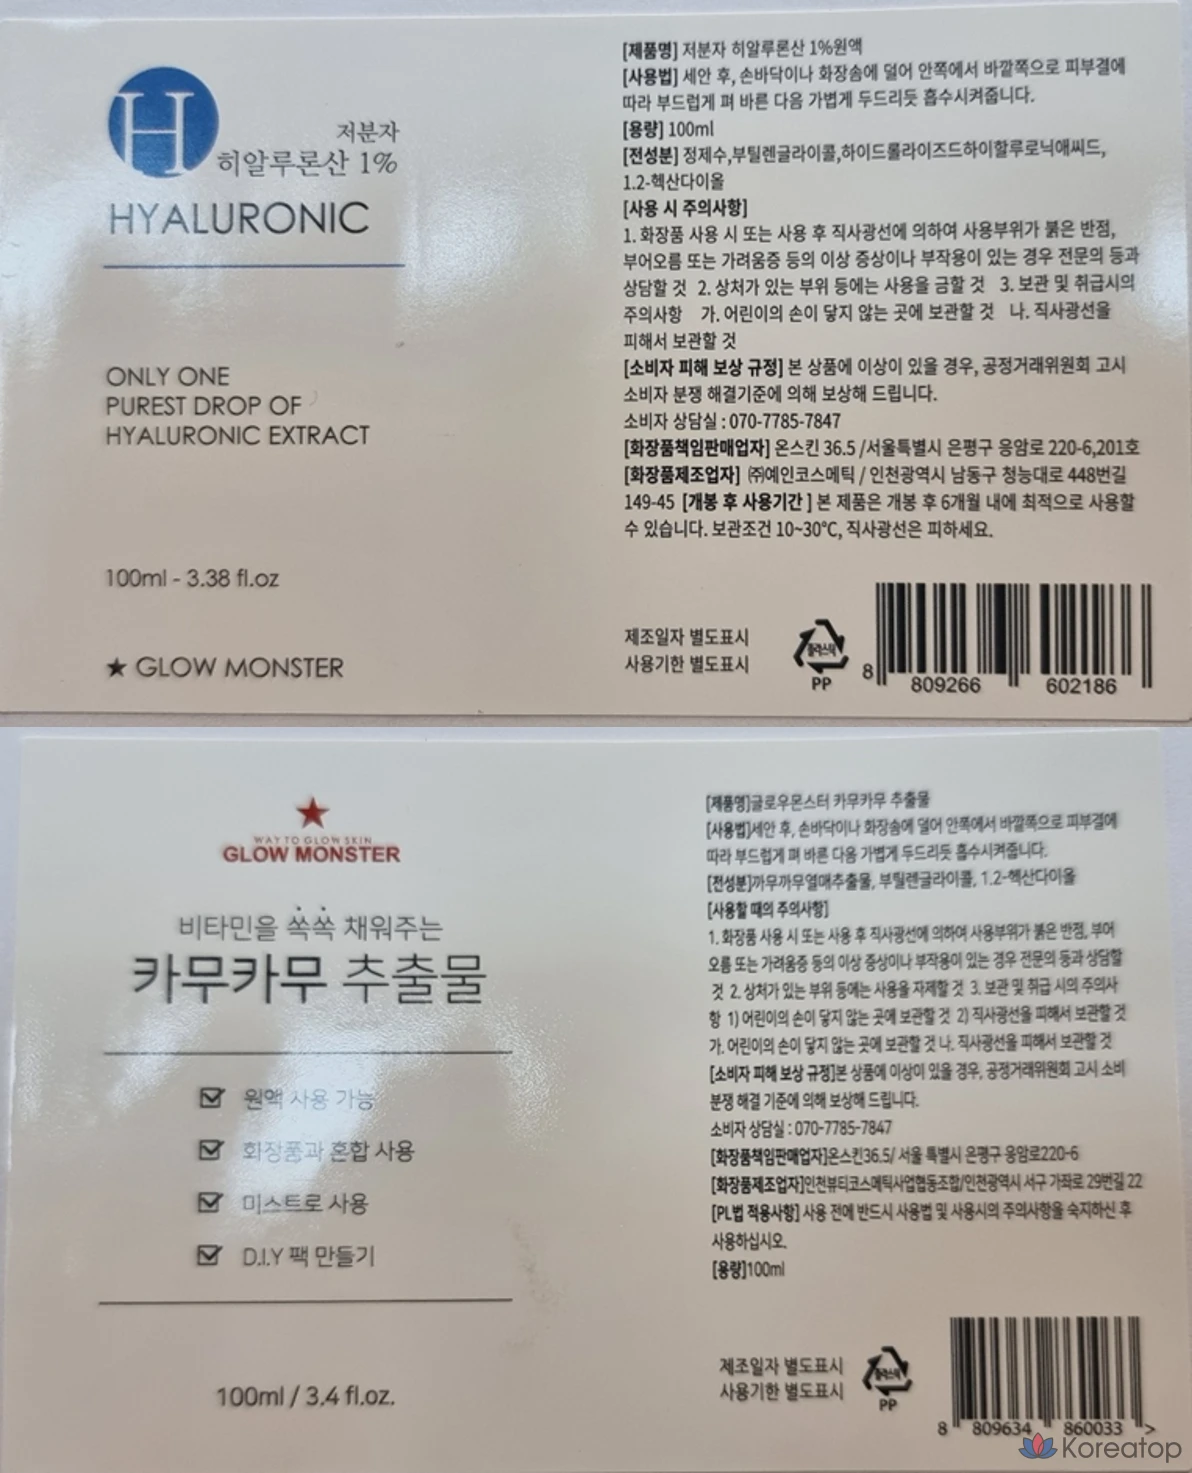 H
저분자
히알루론산 1%
HYALURONIC
ONLY ONE
PUREST DROP OF
HYALURONIC EXTRACT
100ml - 3.38 fl.oz
★ GLOW MONSTER
[제품명] 저분자 히알루론산 1%원액
[사용법] 세안 후, 손바닥이나 화장솜에 덜어 안쪽에서 바깥쪽으로 피부결에
따라 부드럽게 펴 바른 다음 가볍게 두드리듯 흡수시켜줍니다.
[용량] 100ml
[전성분] 정제수,부틸렌글라이콜,하이드롤라이즈드하이할루로닉애씨드,
1.2-헥산다이올
[사용 시 주의사항]
1. 화장품 사용 시 또는 사용 후 직사광선에 의하여 사용부위가 붉은 반점,
부어오름 또는 가려움증 등의 이상 증상이나 부작용이 있는 경우 전문의 등과
상담할 것 2. 상처가 있는 부위 등에는 사용을 금할 것 3. 보관 및 취급시의
주의사항 가. 어린이의 손이 닿지 않는 곳에 보관할 것 나. 직사광선을
피해서 보관할 것
[소비자 피해 보상 규정] 본 상품에 이상이 있을 경우, 공정거래위원회 고시
소비자 분쟁 해결기준에 의해 보상해 드립니다.
소비자 상담실 : 070-7785-7847
[화장품책임판매업자] 온스킨 36.5 /서울특별시 은평구 응암로 220-6,201호
[화장품제조업자] ㈜예인코스메틱 / 인천광역시 남동구 청능대로 448번길
149-45 [개봉 후 사용기간 ] 본 제품은 개봉 후 6개월 내에 최적으로 사용할
수 있습니다. 보관조건 10~30℃, 직사광선은 피하세요.
제조일자 별도표시
사용기한 별도표시
플라스틱
PP
8 809266 602186
★
WAY TO GLOW SKIN
GLOW MONSTER
비타민을 쏙쏙 채워주는
카무카무 추출물
원액 사용 가능
화장품과 혼합 사용
미스트로 사용
D.I.Y 팩 만들기
100ml / 3.4 fl.oz.
[제품명]글로우몬스터 카무카무 추출물
[사용법]세안 후, 손바닥이나 화장솜에 덜어 안쪽에서 바깥쪽으로 피부결에
따라 부드럽게 펴 바른 다음 가볍게 두드리듯 흡수시켜줍니다.
[전성분]까무까무열매추출물, 부틸렌글라이콜, 1.2-헥산다이올
[사용할 때의 주의사항]
1. 화장품 사용 시 또는 사용 후 직사광선에 의하여 사용부위가 붉은 반점, 부어
오름 또는 가려움증 등의 이상 증상이나 부작용이 있는 경우 전문의 등과 상담할
것 2. 상처가 있는 부위 등에는 사용을 자제할 것 3. 보관 및 취급 시의 주의사
항 1) 어린이의 손이 닿지 않는 곳에 보관할 것 2) 직사광선을 피해서 보관할 것
가. 어린이의 손이 닿지 않는 곳에 보관할 것 나. 직사광선을 피해서 보관할 것
[소비자 피해 보상 규정]본 상품에 이상이 있을 경우, 공정거래위원회 고시 소비
분쟁 해결 기준에 의해 보상해 드립니다.
소비자 상담실 : 070-7785-7847
[화장품책임판매업자]온스킨36.5/ 서울 특별시 은평구 응암로220-6
[화장품제조업자]인천뷰티코스메틱사업협동조합/인천광역시 서구 가좌로 29번길 22
[PL법 적용사항] 사용 전에 반드시 사용법 및 사용시의 주의사항을 숙지하신 후
사용하십시오.
[용량]100ml
제조일자 별도표시
사용기한 별도표시
플라스틱
PP
8 809634 860033 >
Koreatop